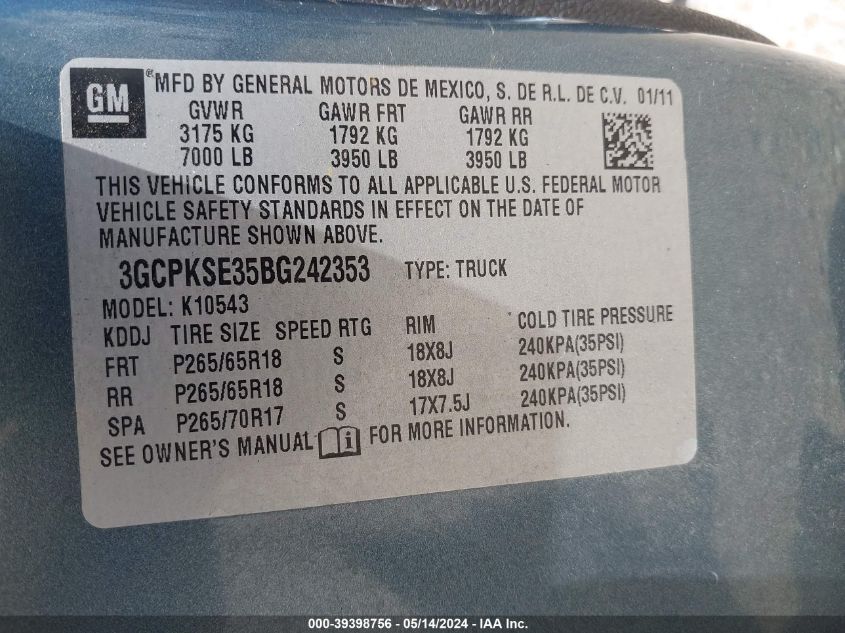 GM ® MFD BY GENERAL MOTORS DE MEXICO, S. DE R.L. DE C.V. 01/11
GVWR GAWR FRT GAWR RR
3175 KG 1792 KG 1792 KG
7000 LB 3950 LB 3950 LB
THIS VEHICLE CONFORMS TO ALL APPLICABLE U.S. FEDERAL MOTOR
VEHICLE SAFETY STANDARDS IN EFFECT ON THE DATE OF
MANUFACTURE SHOWN ABOVE.
3GCPKSE35BG242353 TYPE: TRUCK
MODEL: K10543
KDDJ TIRE SIZE SPEED RTG RIM COLD TIRE PRESSURE
FRT P265/65R18 S 18X8J 240KPA(35PSI)
RR P265/65R18 S 18X8J 240KPA(35PSI)
SPA P265/70R17 S 17X7.5J 240KPA(35PSI)
SEE OWNER'S MANUAL i FOR MORE INFORMATION.
000-39398756 - 05/14/2024 - IAA Inc.